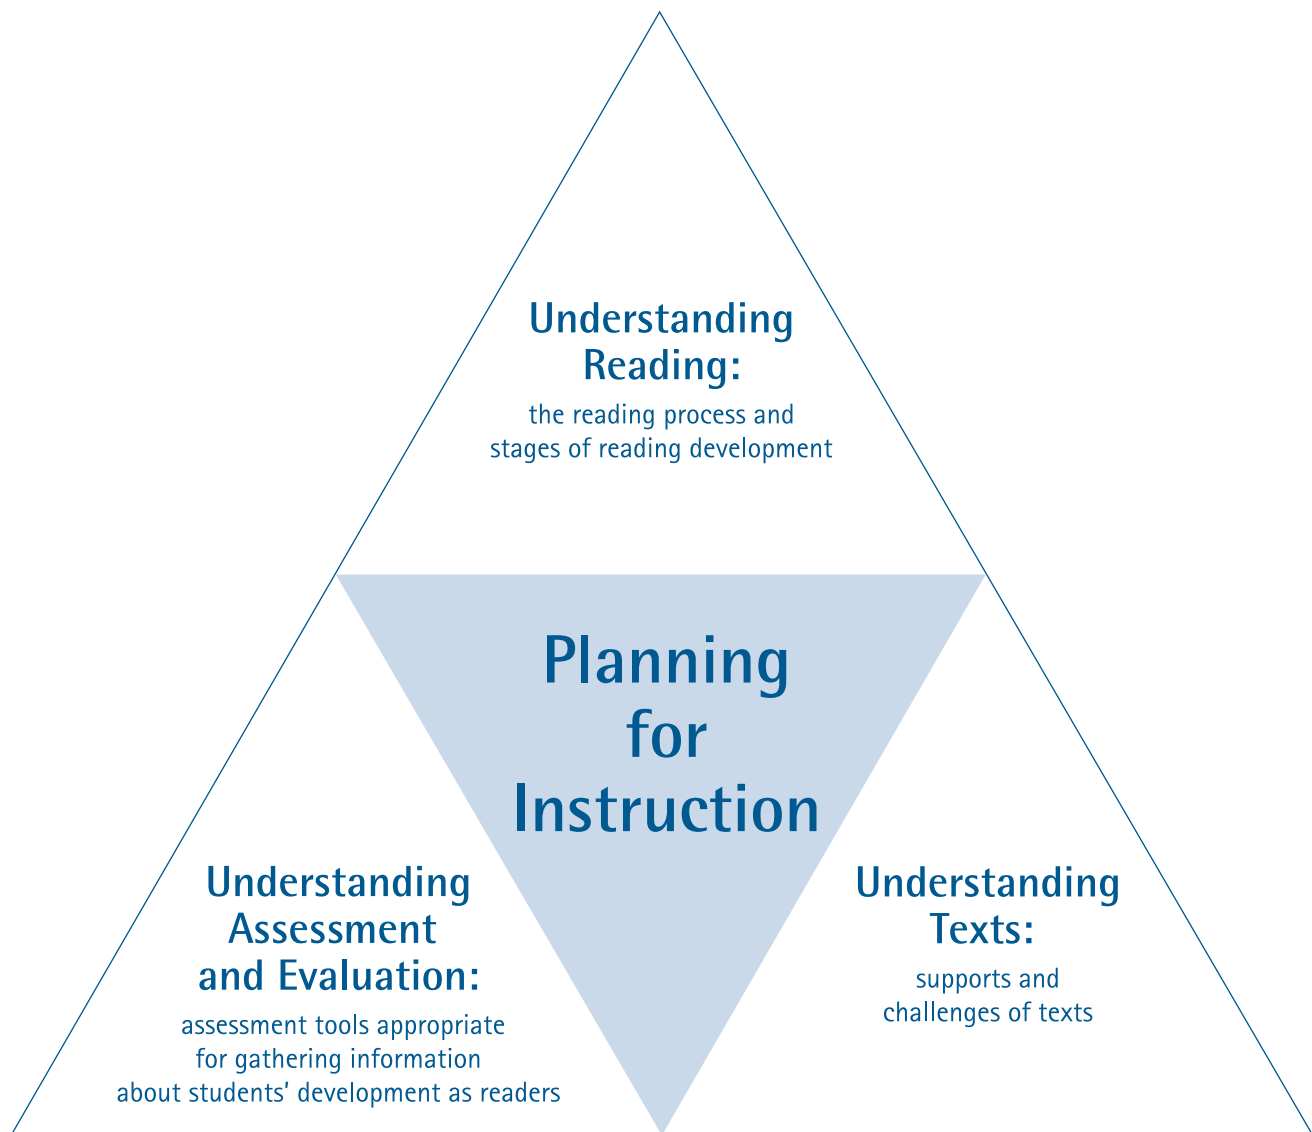 Understanding
Reading:
the reading process and
stages of reading development
Planning
for
Instruction
Understanding
Assessment
and Evaluation:
assessment tools appropriate
for gathering information
about students’ development as readers
Understanding
Texts:
supports and
challenges of texts